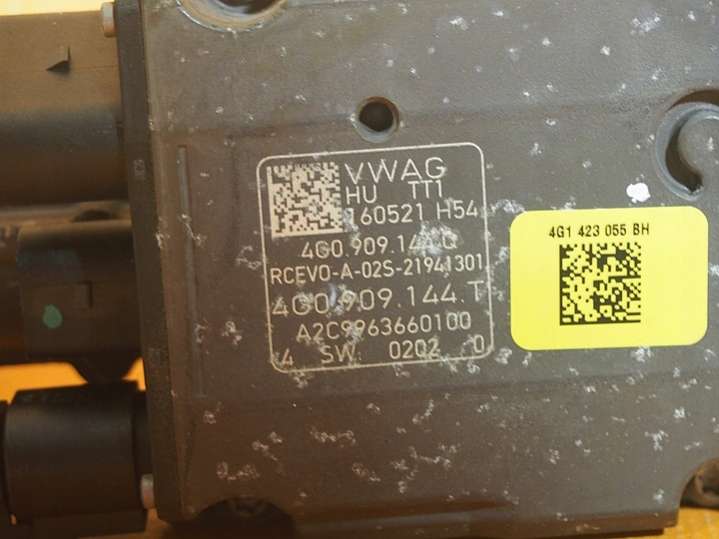 VWAG
HU TT1
160521 H54
4G0.909.144.Q
RCEVO-A-02S-21941301
4G0.909.144.T
A2C9963660100
4 SW: 0202 0
4G1 423 055 BH